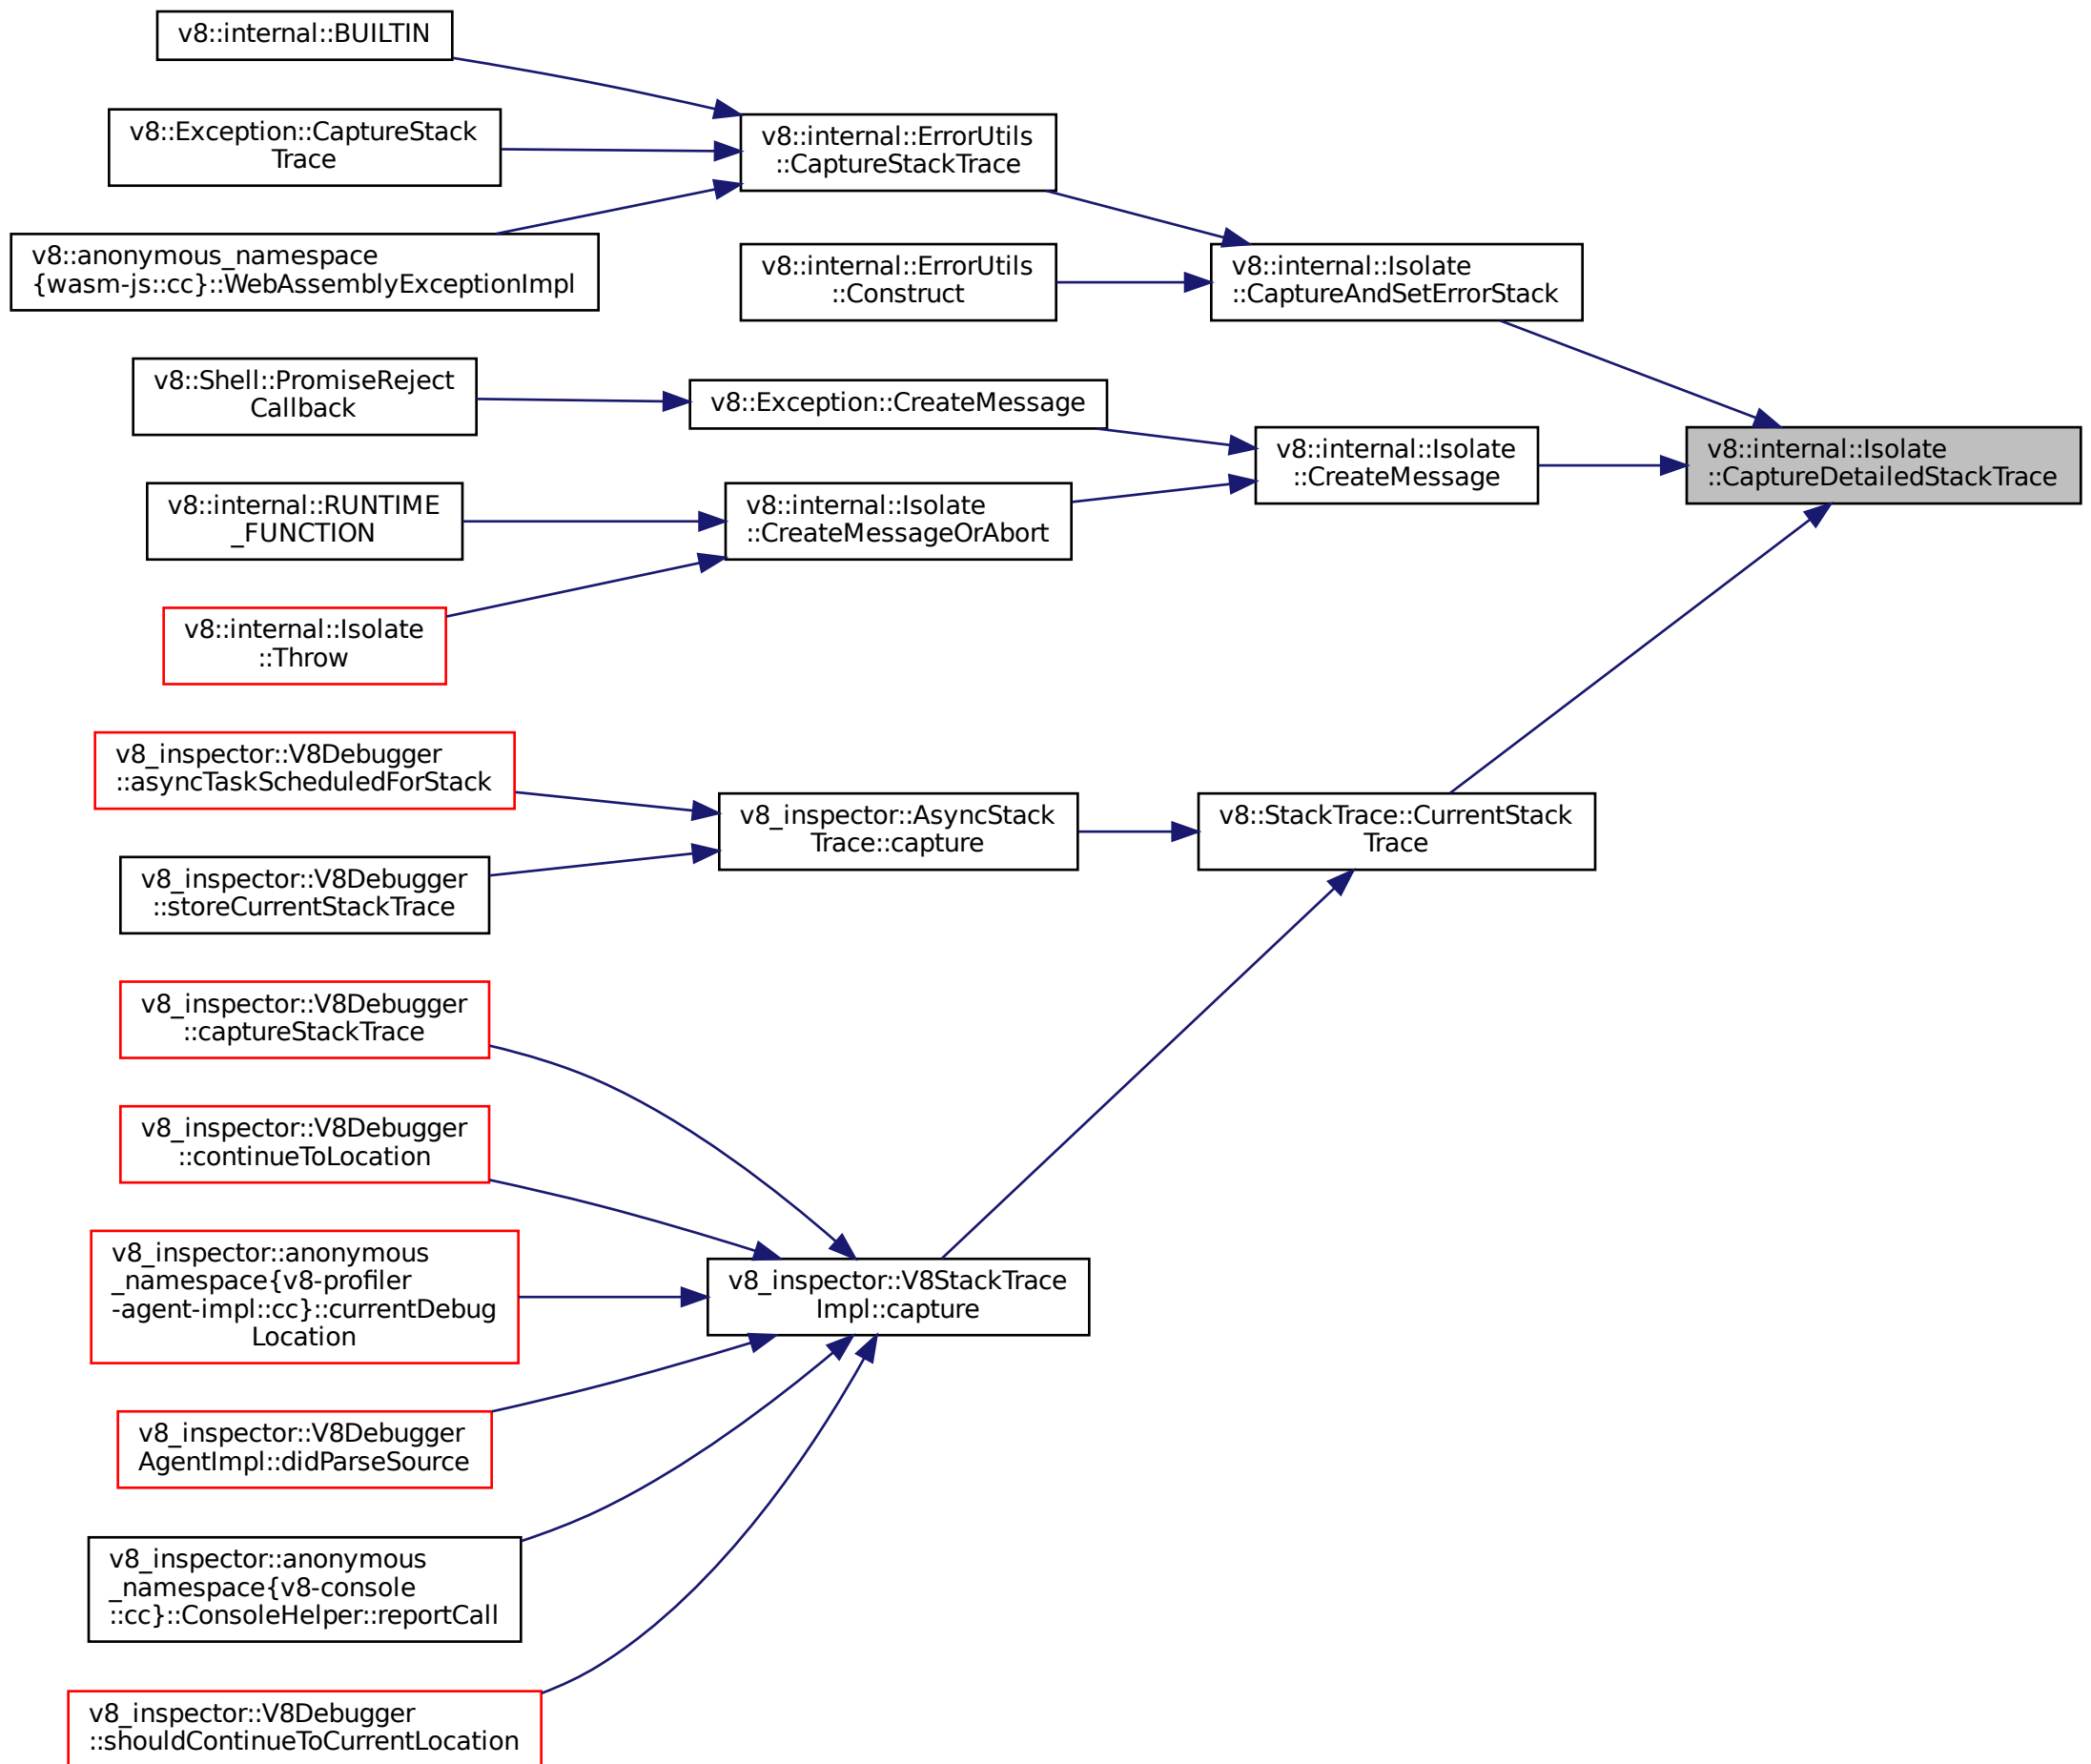 v8::internal::BUILTIN
v8::Exception::CaptureStack
Trace
v8::anonymous_namespace
{wasm-js::cc}::WebAssemblyExceptionImpl
v8::internal::ErrorUtils
::CaptureStackTrace
v8::internal::ErrorUtils
::Construct
v8::internal::Isolate
::CaptureAndSetErrorStack
v8::Shell::PromiseReject
Callback
v8::Exception::CreateMessage
v8::internal::Isolate
::CreateMessage
v8::internal::Isolate
::CaptureDetailedStackTrace
v8::internal::RUNTIME
_FUNCTION
v8::internal::Isolate
::CreateMessageOrAbort
v8::internal::Isolate
::Throw
v8_inspector::V8Debugger
::asyncTaskScheduledForStack
v8_inspector::AsyncStack
Trace::capture
v8::StackTrace::CurrentStack
Trace
v8_inspector::V8Debugger
::storeCurrentStackTrace
v8_inspector::V8Debugger
::captureStackTrace
v8_inspector::V8Debugger
::continueToLocation
v8_inspector::anonymous
_namespace{v8-profiler
-agent-impl::cc}::currentDebug
Location
v8_inspector::V8StackTrace
Impl::capture
v8_inspector::V8Debugger
AgentImpl::didParseSource
v8_inspector::anonymous
_namespace{v8-console
::cc}::ConsoleHelper::reportCall
v8_inspector::V8Debugger
::shouldContinueToCurrentLocation